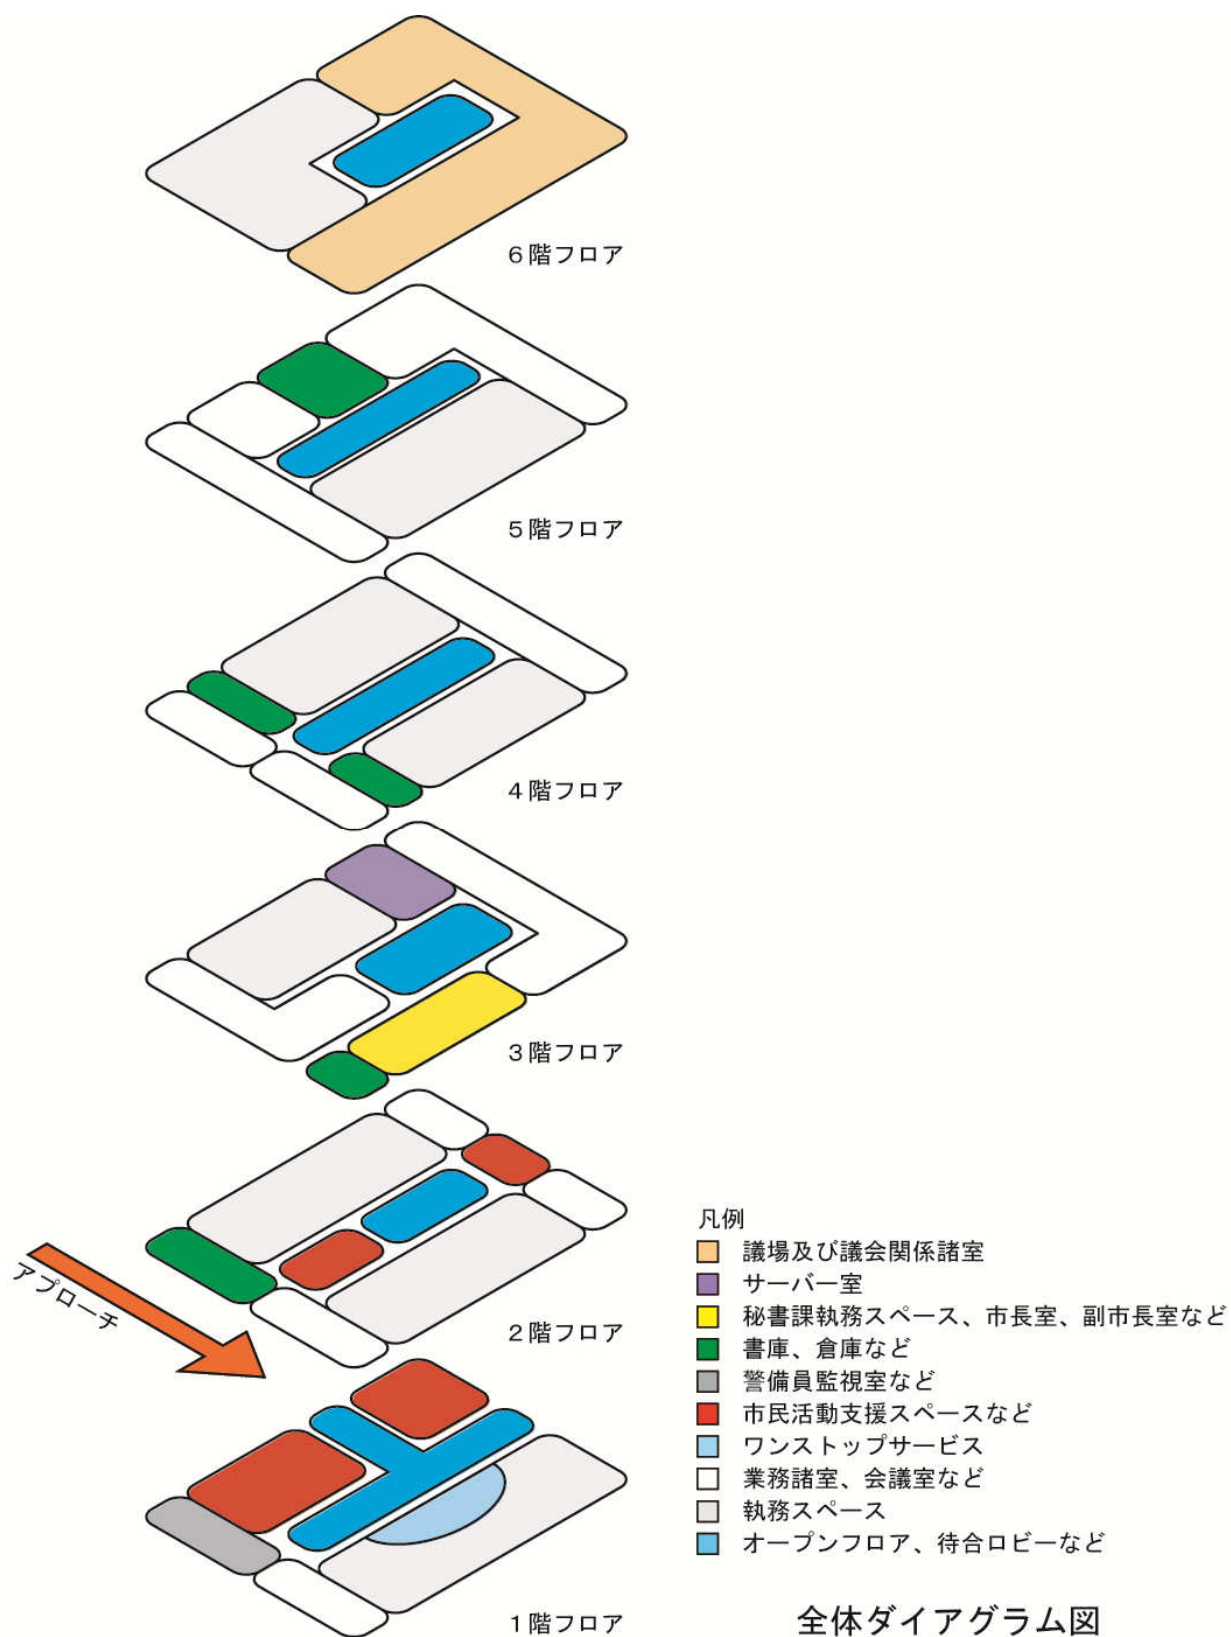 6階フロア
5階フロア
4階フロア
3階フロア
2階フロア
アプローチ
1階フロア
凡例
議場及び議会関係諸室
サーバー室
秘書課執務スペース、市長室、副市長室など
書庫、倉庫など
警備員監視室など
市民活動支援スペースなど
ワンストップサービス
業務諸室、会議室など
執務スペース
オープンフロア、待合ロビーなど
全体ダイアグラム図